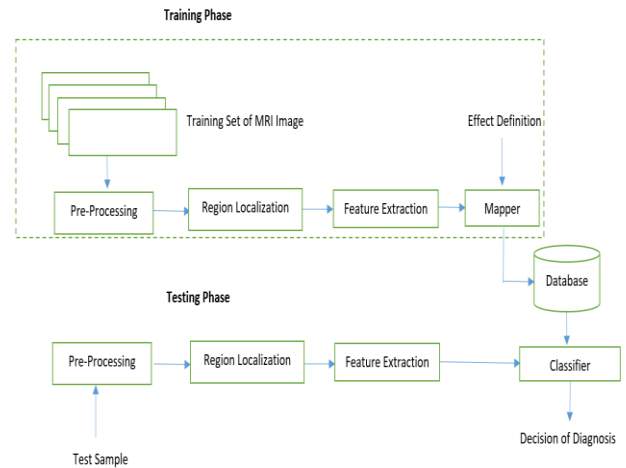 Training Phase
Training Set of MRI Image
Effect Definition
Pre-Processing
Region Localization
Feature Extraction
Mapper
Database
Testing Phase
Pre-Processing
Region Localization
Feature Extraction
Classifier
Test Sample
Decision of Diagnosis